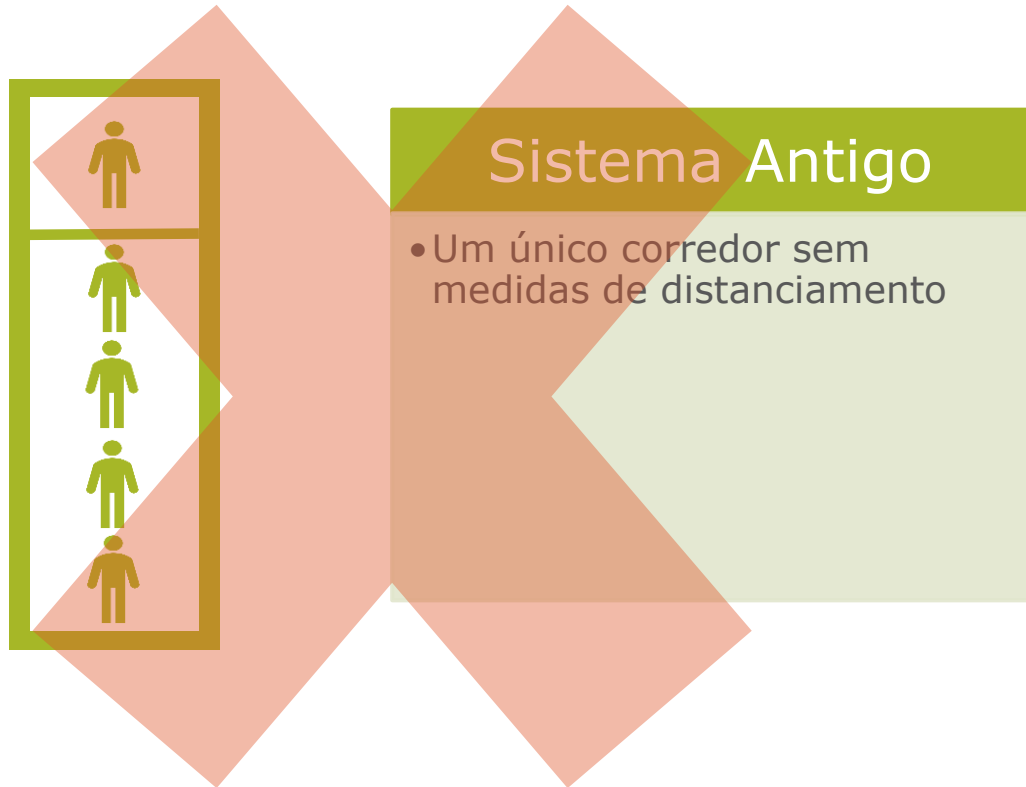 Sistema Antigo
•Um único corredor sem
medidas de distanciamento